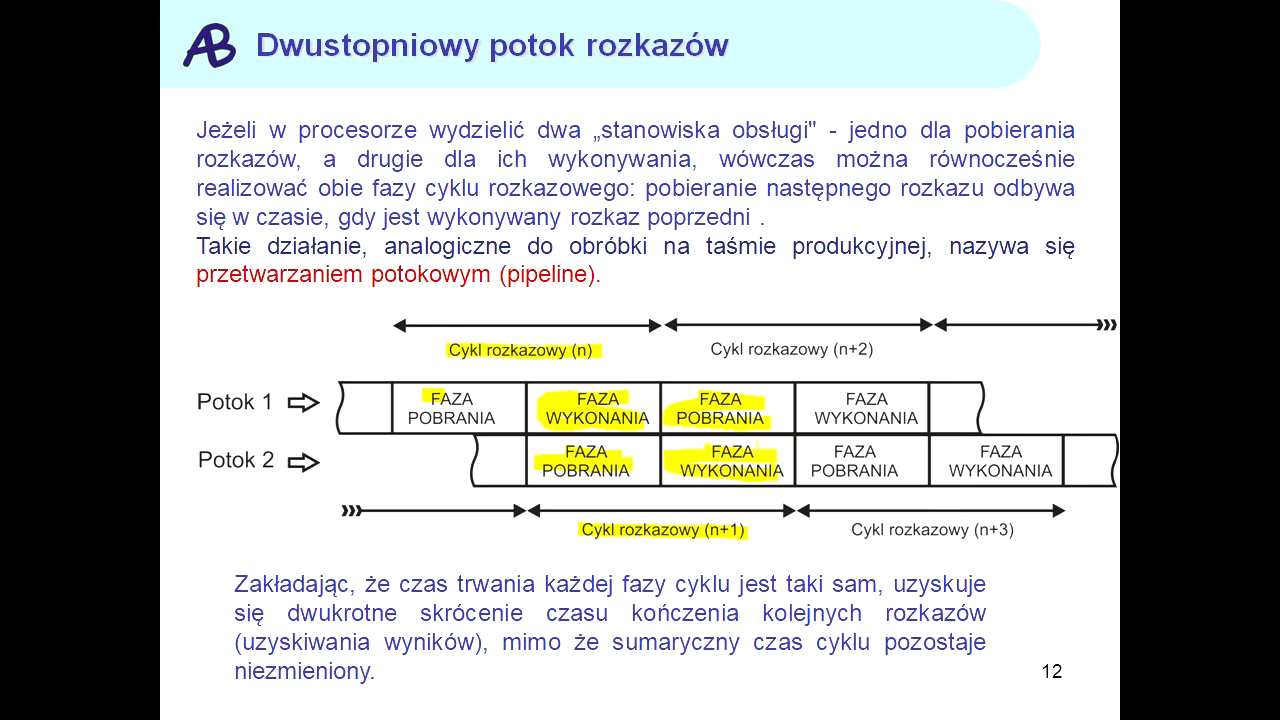 AB Dwustopniowy potok rozkazów
Jeżeli w procesorze wydzielić dwa „stanowiska obsługi" - jedno dla pobierania
rozkazów, a drugie dla ich wykonywania, wówczas można równocześnie
realizować obie fazy cyklu rozkazowego: pobieranie następnego rozkazu odbywa
się w czasie, gdy jest wykonywany rozkaz poprzedni .
Takie działanie, analogiczne do obróbki na taśmie produkcyjnej, nazywa się
przetwarzaniem potokowym (pipeline).
Cykl rozkazowy (n)
Cykl rozkazowy (n+2)
Potok 1
FAZA POBRANIA
FAZA WYKONANIA
FAZA POBRANIA
FAZA WYKONANIA
Potok 2
FAZA POBRANIA
FAZA WYKONANIA
FAZA POBRANIA
FAZA WYKONANIA
Cykl rozkazowy (n+1)
Cykl rozkazowy (n+3)
Zakładając, że czas trwania każdej fazy cyklu jest taki sam, uzyskuje
się dwukrotne skrócenie czasu kończenia kolejnych rozkazów
(uzyskiwania wyników), mimo że sumaryczny czas cyklu pozostaje
niezmieniony.
12